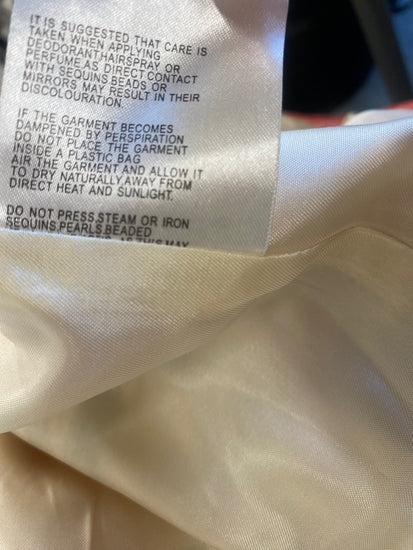 IT IS SUGGESTED THAT CARE IS
TAKEN WHEN APPLYING
DEODORANT,HAIRSPRAY OR
PERFUME AS DIRECT CONTACT
WITH SEQUINS BEADS OR
MIRRORS MAY RESULT IN THEIR
DISCOLOURATION.
IF THE GARMENT BECOMES
DAMPENED BY PERSPIRATION
DO NOT PLACE THE GARMENT
INSIDE A PLASTIC BAG
AIR THE GARMENT AND ALLOW IT
TO DRY NATURALLY AWAY FROM
DIRECT HEAT AND SUNLIGHT.
DO NOT PRESS,STEAM OR IRON
SEQUINS,PEARLS,BEADED
AS THIS MAY